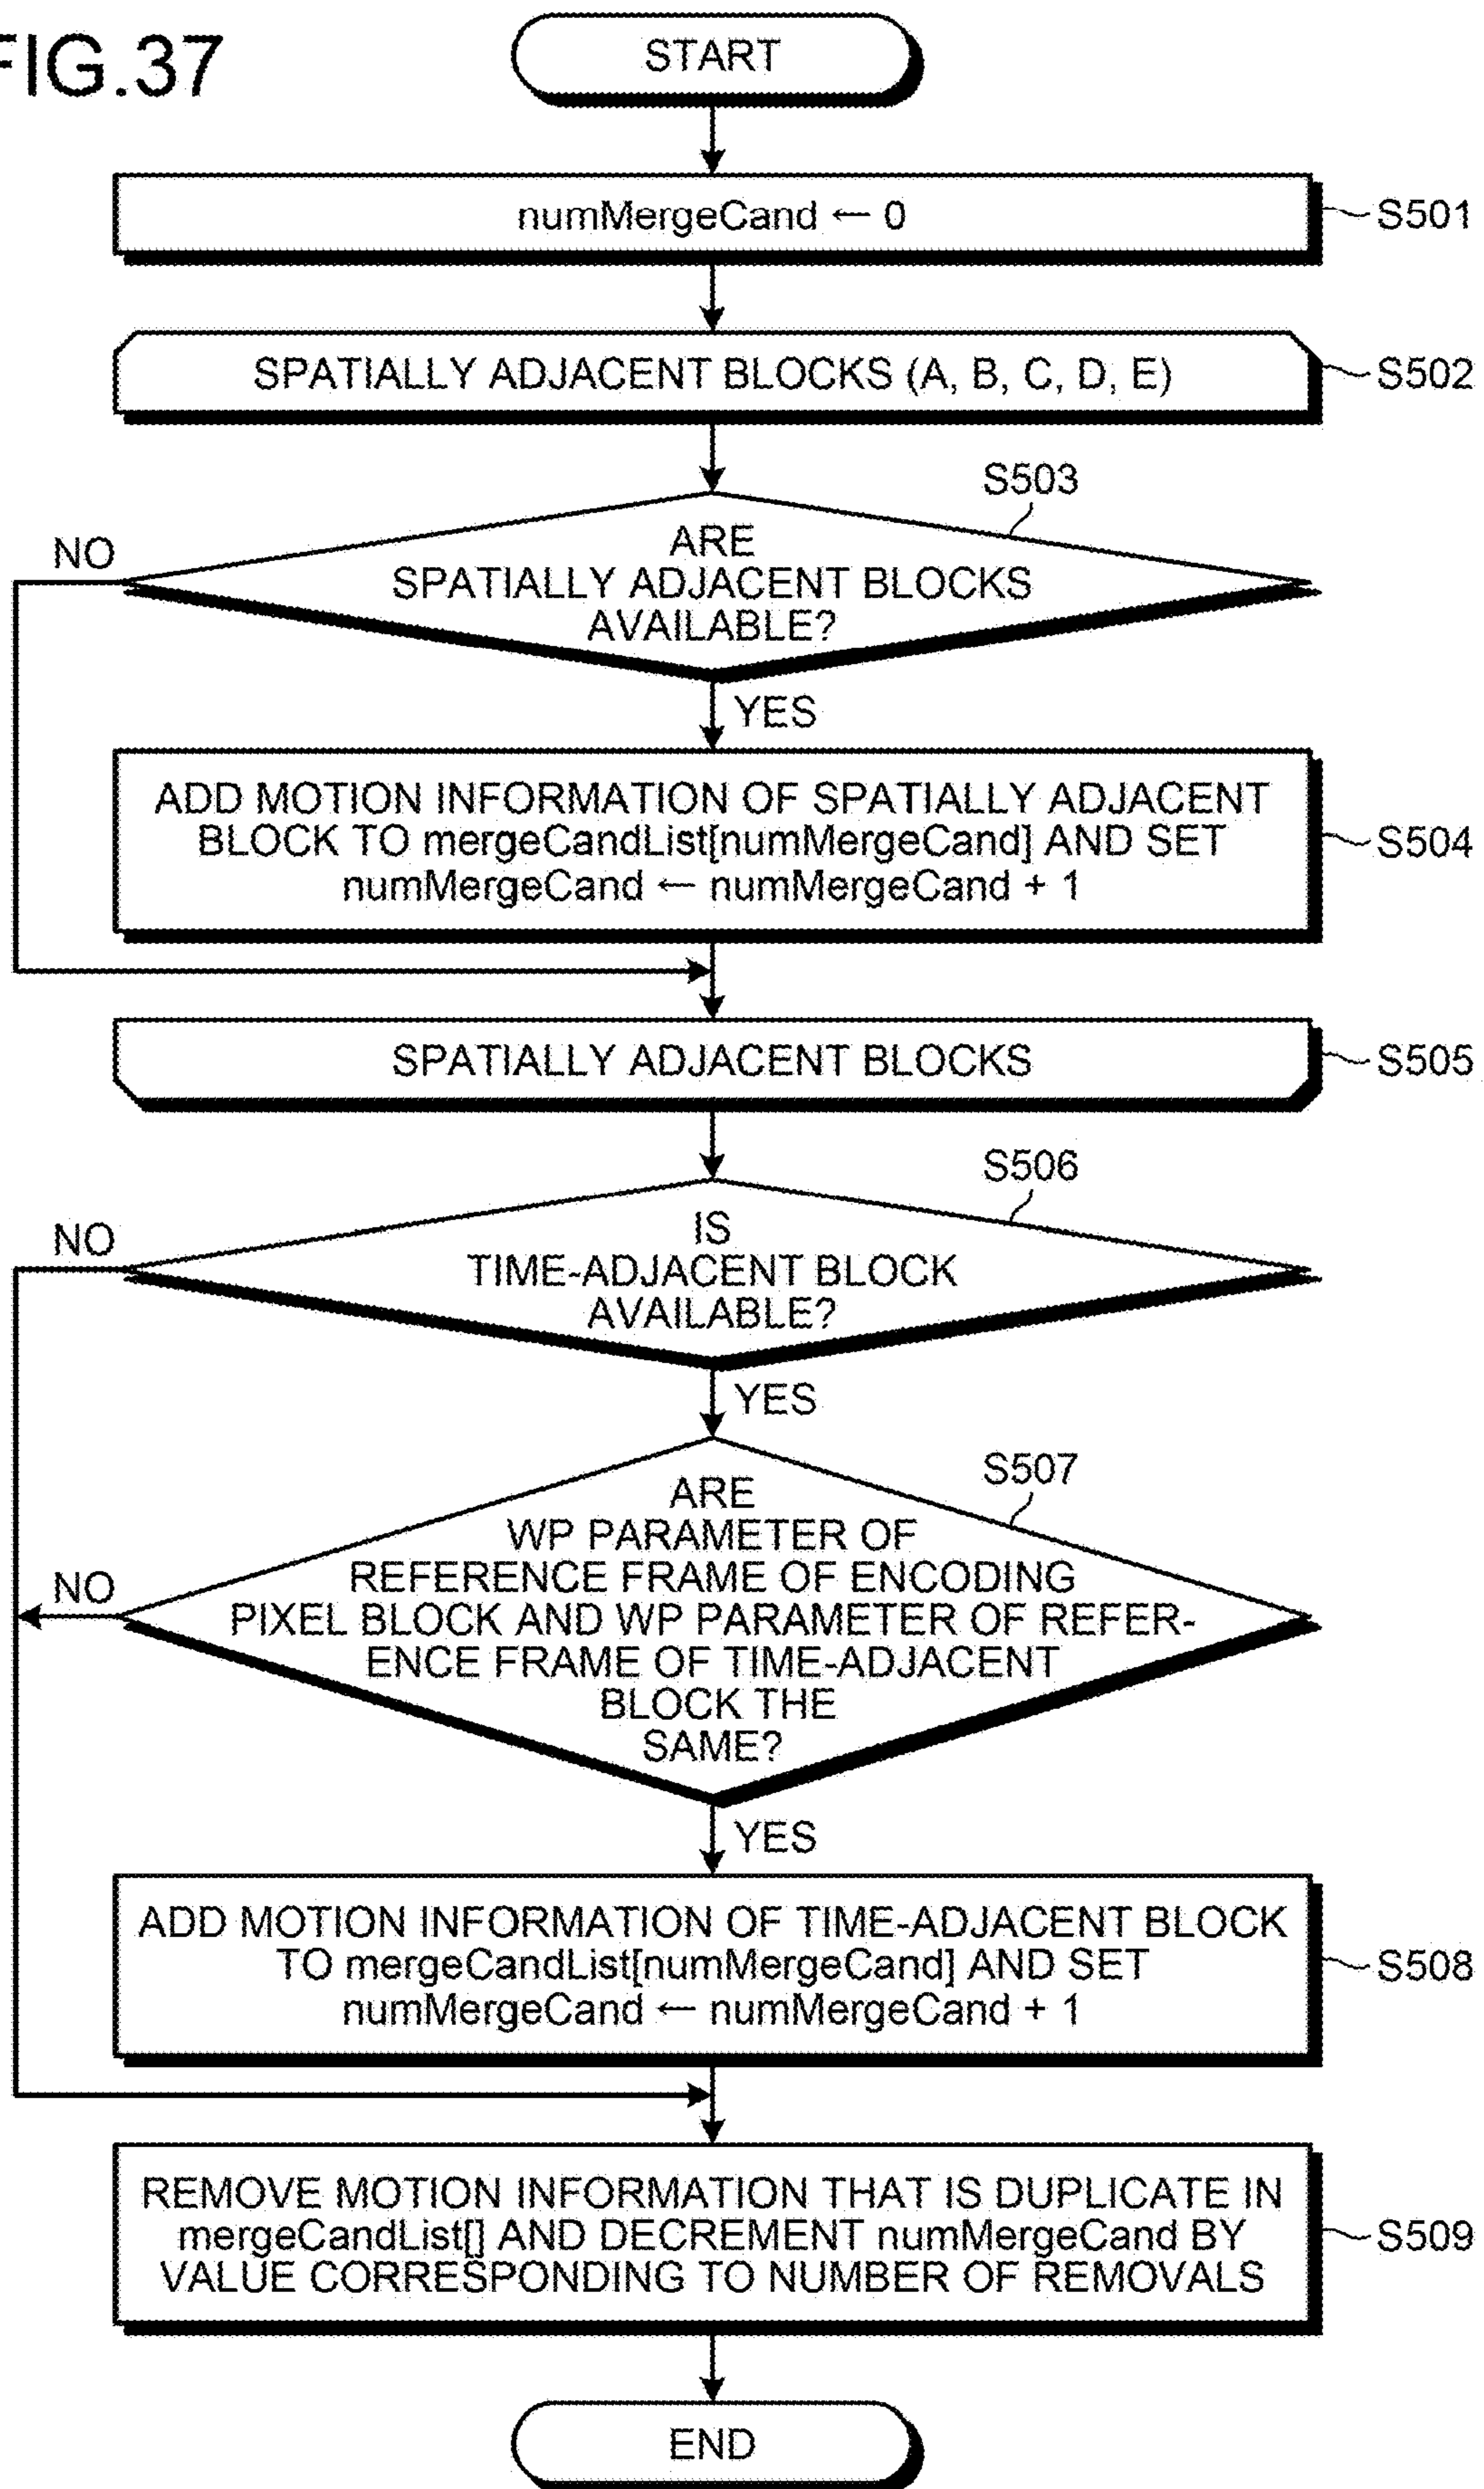 FIG.37
START
numMergeCand ← 0
S501
SPATIALLY ADJACENT BLOCKS (A, B, C, D, E)
S502
S503
ARE
SPATIALLY ADJACENT BLOCKS
AVAILABLE?
NO
YES
ADD MOTION INFORMATION OF SPATIALLY ADJACENT
BLOCK TO mergeCandList[numMergeCand] AND SET
numMergeCand ← numMergeCand + 1
S504
SPATIALLY ADJACENT BLOCKS
S505
S506
IS
TIME-ADJACENT BLOCK
AVAILABLE?
NO
YES
S507
ARE
WP PARAMETER OF
REFERENCE FRAME OF ENCODING
PIXEL BLOCK AND WP PARAMETER OF REFER-
ENCE FRAME OF TIME-ADJACENT
BLOCK THE
SAME?
NO
YES
ADD MOTION INFORMATION OF TIME-ADJACENT BLOCK
TO mergeCandList[numMergeCand] AND SET
numMergeCand ← numMergeCand + 1
S508
REMOVE MOTION INFORMATION THAT IS DUPLICATE IN
mergeCandList[] AND DECREMENT numMergeCand BY
VALUE CORRESPONDING TO NUMBER OF REMOVALS
S509
END